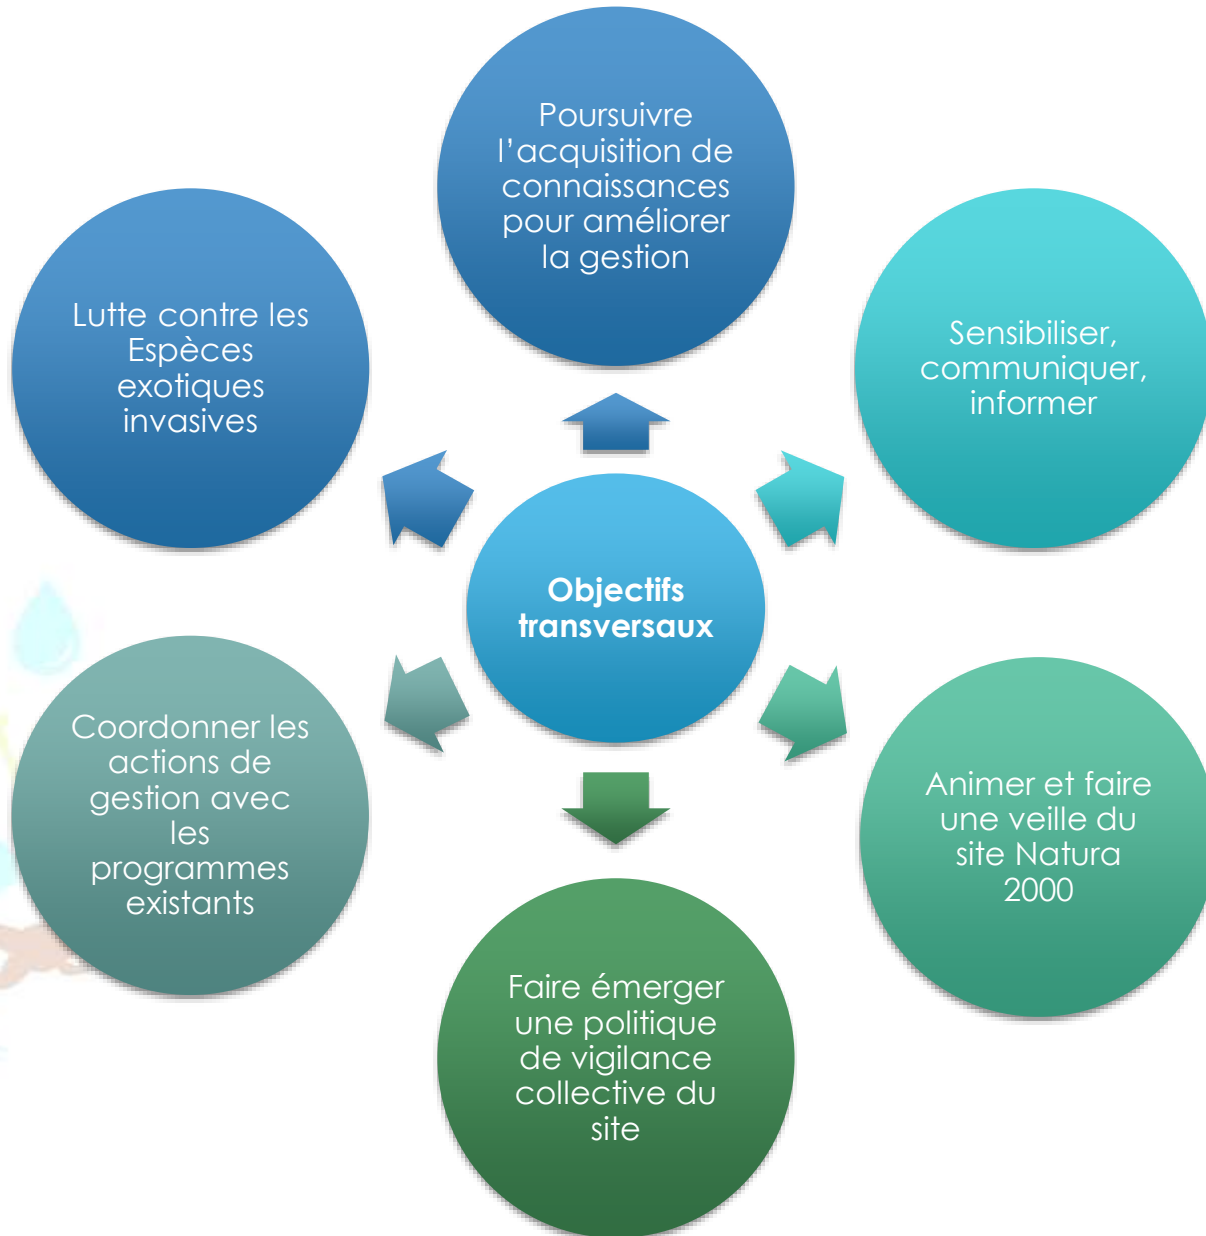 Poursuivre
l’acquisition de
connaissances
pour améliorer
la gestion
Lutte contre les
Espèces
exotiques
invasives
Sensibiliser,
communiquer,
informer
Objectifs
transversaux
Coordonner les
actions de
gestion avec
les
programmes
existants
Animer et faire
une veille du
site Natura
2000
Faire émerger
une politique
de vigilance
collective du
site